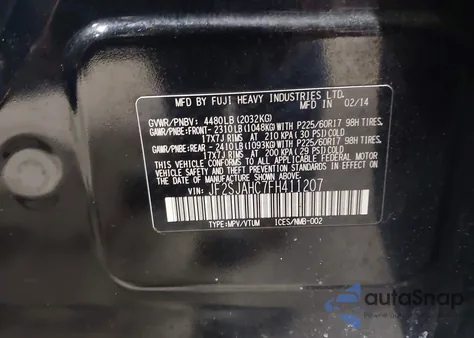 MFD BY FUJI HEAVY INDUSTRIES LTD.
MFD IN 02/14
GVWR/PNBV: 4480LB(2032KG)
GAWR/PNBE:FRONT-2310LB(1048KG)WITH P225/60R17 98H TIRES,
17X7J RIMS, AT 210 KPA(30 PSI)COLD
GAWR/PNBE:REAR -2410LB(1093KG)WITH P225/60R17 98H TIRES,
17X7J RIMS, AT 200 KPA(29 PSI)COLD
THIS VEHICLE CONFORMS TO ALL APPLICABLE FEDERAL MOTOR
VEHICLE SAFETY AND THEFT PREVENTION STANDARDS IN EFFECT
ON THE DATE OF MANUFACTURE SHOWN ABOVE.
VIN: JF2SJAHC7FH411207
TYPE:MPV/VTUM ICES/NMB-002
autoSnap